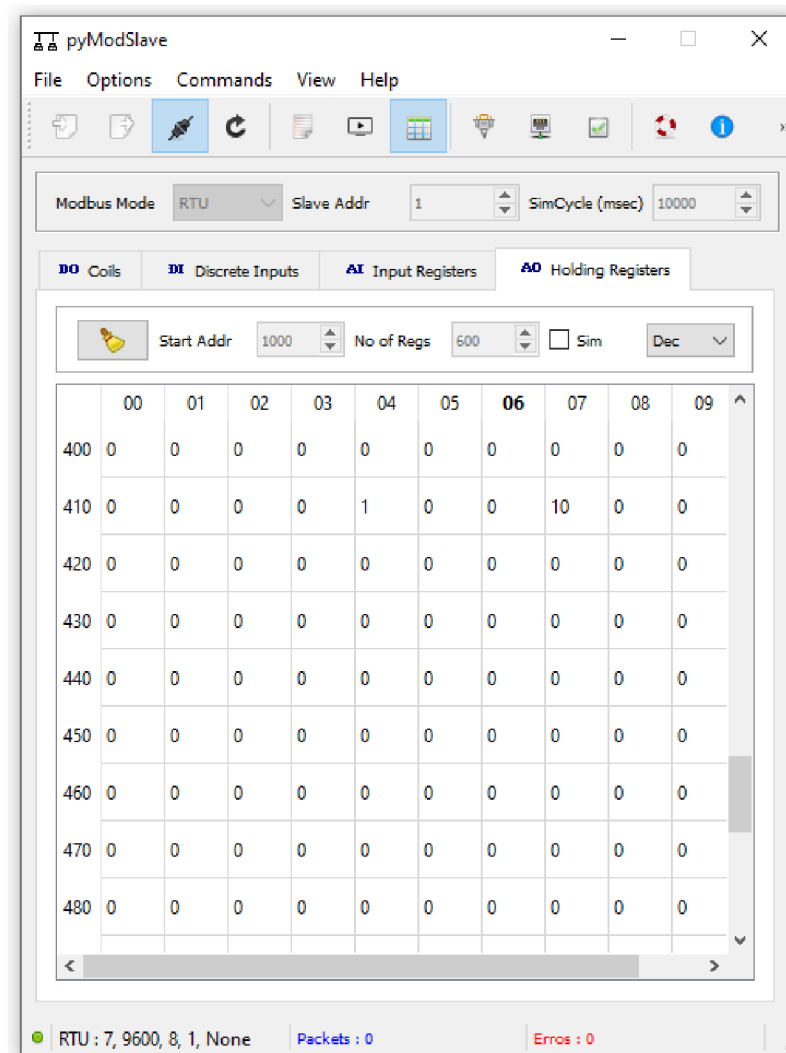 pyModSlave
File Options Commands View Help
Modbus Mode RTU Slave Addr 1 SimCycle (msec) 10000
DO Coils DI Discrete Inputs AI Input Registers AO Holding Registers
Start Addr 1000 No of Regs 600 Sim Dec
00 01 02 03 04 05 06 07 08 09
400 0 0 0 0 0 0 0 0 0 0
410 0 0 0 0 1 0 0 10 0 0
420 0 0 0 0 0 0 0 0 0 0
430 0 0 0 0 0 0 0 0 0 0
440 0 0 0 0 0 0 0 0 0 0
450 0 0 0 0 0 0 0 0 0 0
460 0 0 0 0 0 0 0 0 0 0
470 0 0 0 0 0 0 0 0 0 0
480 0 0 0 0 0 0 0 0 0 0
RTU : 7, 9600, 8, 1, None Packets : 0 Erros : 0